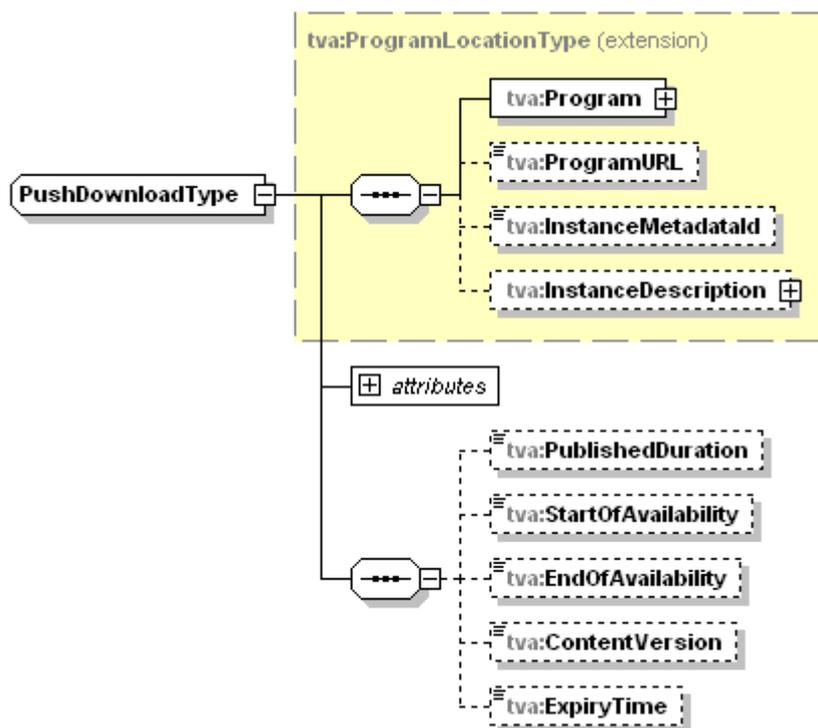 tva:ProgramLocationType (extension)
tva:Program
tva:ProgramURL
PushDownloadType
tva:InstanceMetadataId
tva:InstanceDescription
attributes
tva:PublishedDuration
tva:StartOfAvailability
tva:EndOfAvailability
tva:ContentVersion
tva:ExpiryTime